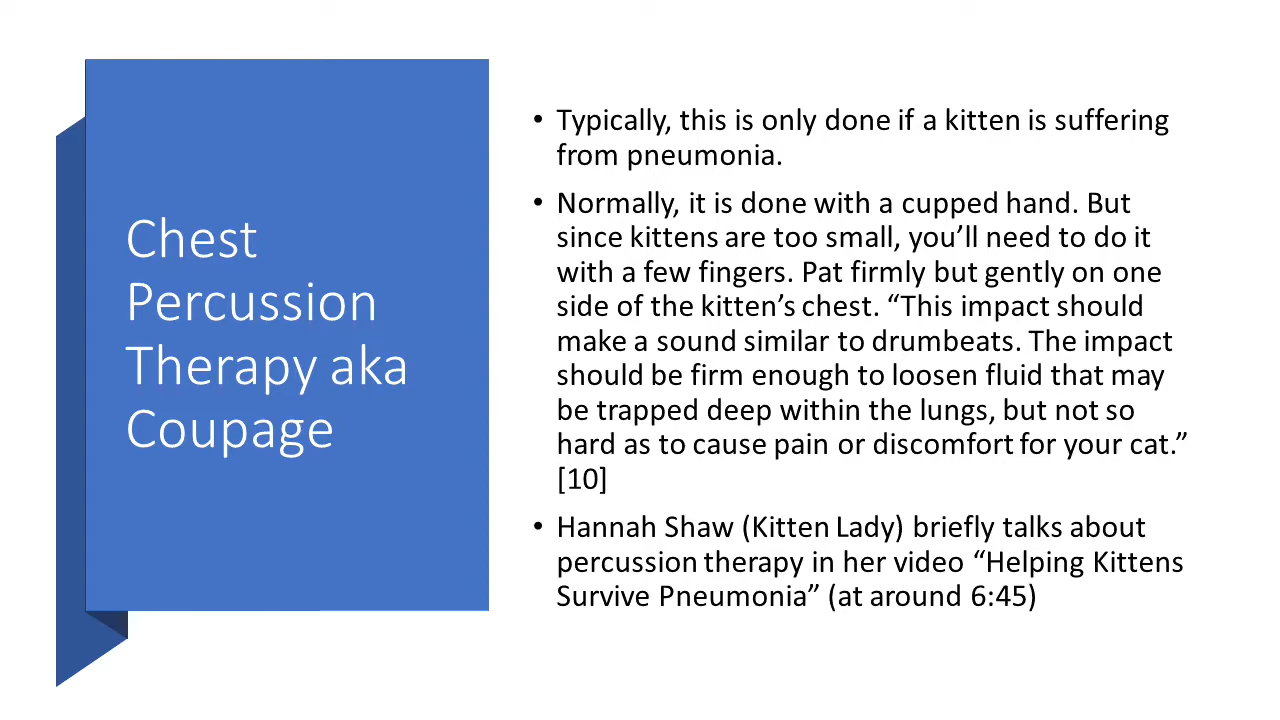 Chest
Percussion
Therapy aka
Coupage
• Typically, this is only done if a kitten is suffering
from pneumonia.
• Normally, it is done with a cupped hand. But
since kittens are too small, you’ll need to do it
with a few fingers. Pat firmly but gently on one
side of the kitten’s chest. “This impact should
make a sound similar to drumbeats. The impact
should be firm enough to loosen fluid that may
be trapped deep within the lungs, but not so
hard as to cause pain or discomfort for your cat.”
[10]
• Hannah Shaw (Kitten Lady) briefly talks about
percussion therapy in her video “Helping Kittens
Survive Pneumonia” (at around 6:45)